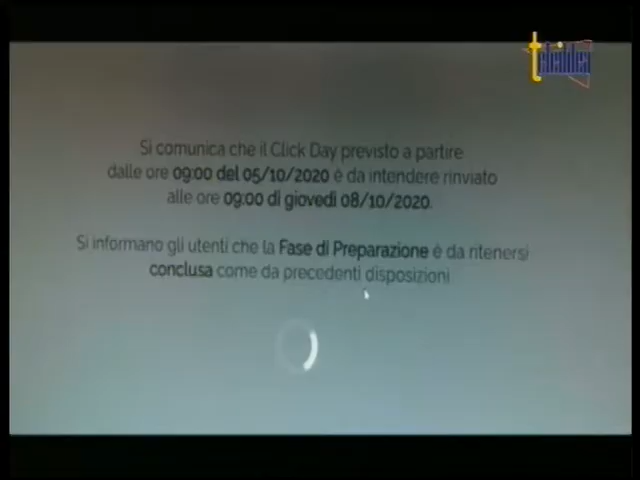 teleidea
Si comunica che il Click Day previsto a partire
dalle ore 09:00 del 05/10/2020 è da intendere rinviato
alle ore 09:00 di giovedì 08/10/2020.
Si informano gli utenti che la Fase di Preparazione è da ritenersi
conclusa come da precedenti disposizioni